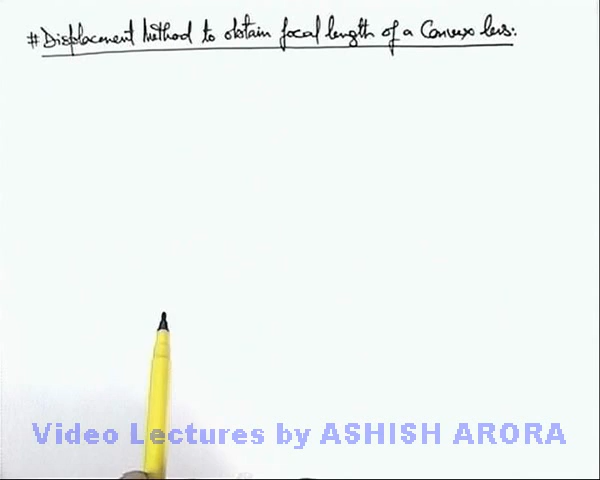 # Displacement Method to obtain focal length of a Convex lens:
Video Lectures by ASHISH ARORA